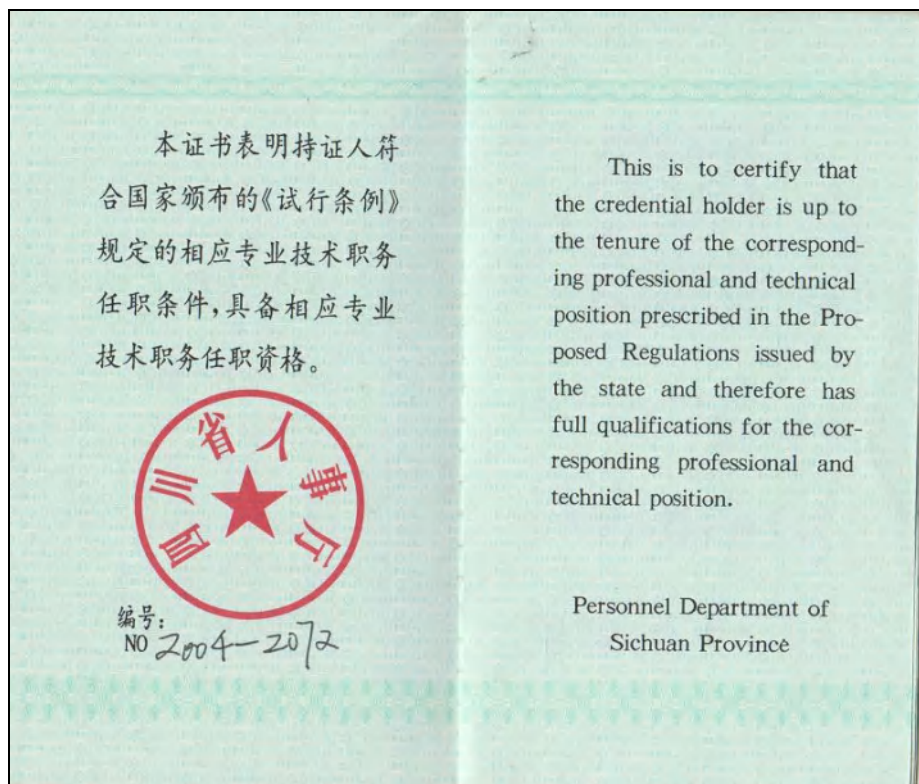 本证书表明持证人符
合国家颁布的《试行条例》
规定的相应专业技术职务
任职条件，具备相应专业
技术职务任职资格。
四川省人事厅
编号：
NO 2004-2072
This is to certify that
the credential holder is up to
the tenure of the correspond-
ing professional and technical
position prescribed in the Pro-
posed Regulations issued by
the state and therefore has
full qualifications for the cor-
responding professional and
technical position.
Personnel Department of
Sichuan Province